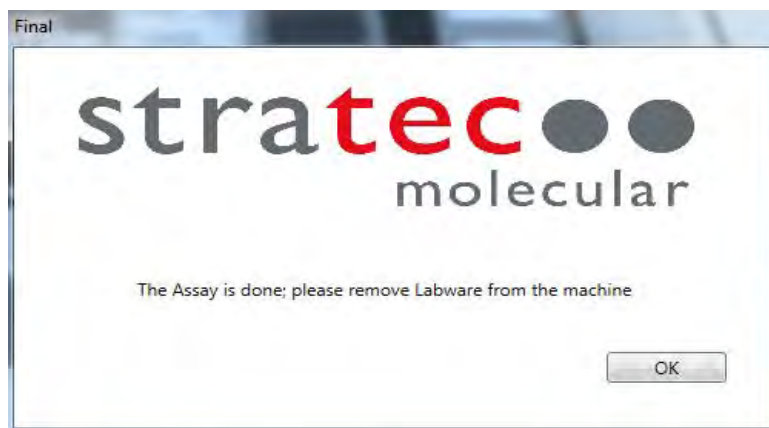 Final
stratec
molecular
The Assay is done; please remove Labware from the machine
OK